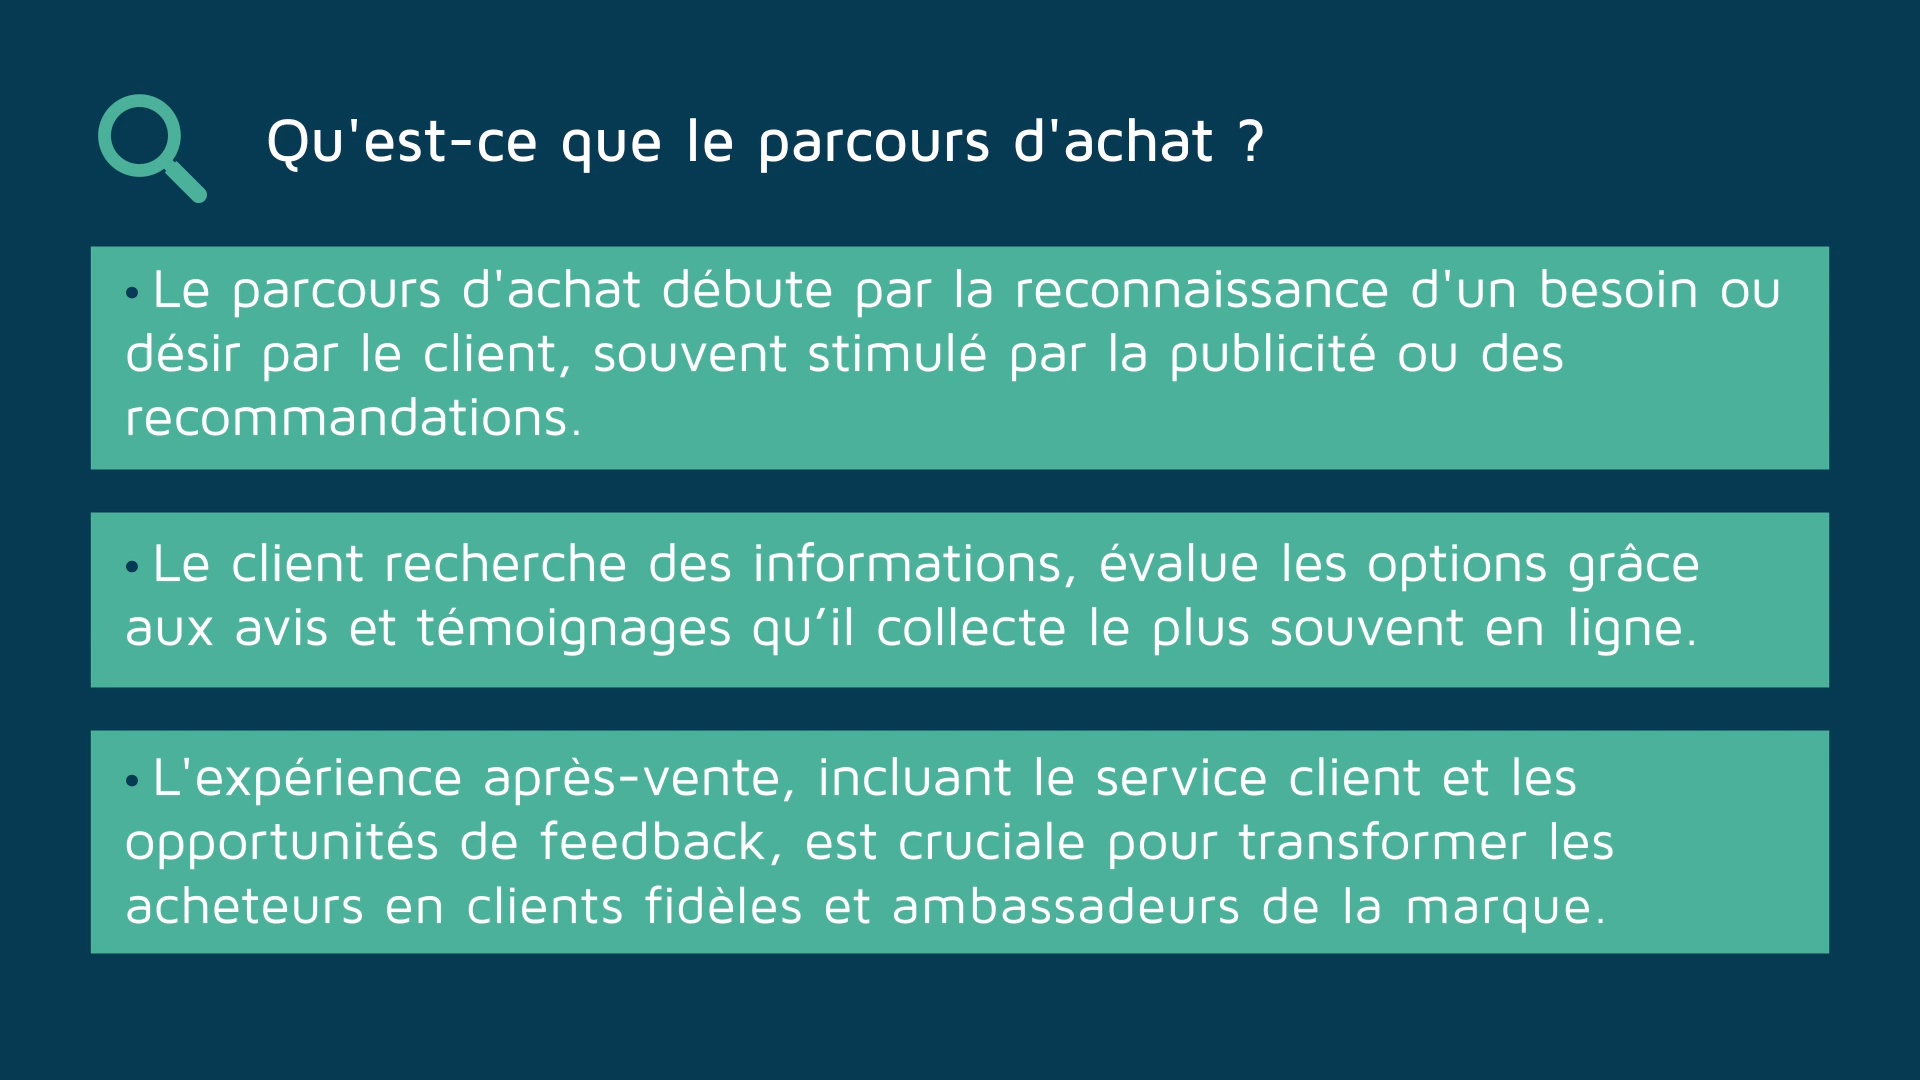 Qu'est-ce que le parcours d'achat ?
• Le parcours d'achat débute par la reconnaissance d'un besoin ou
désir par le client, souvent stimulé par la publicité ou des
recommandations.
• Le client recherche des informations, évalue les options grâce
aux avis et témoignages qu’il collecte le plus souvent en ligne.
• L'expérience après-vente, incluant le service client et les
opportunités de feedback, est cruciale pour transformer les
acheteurs en clients fidèles et ambassadeurs de la marque.